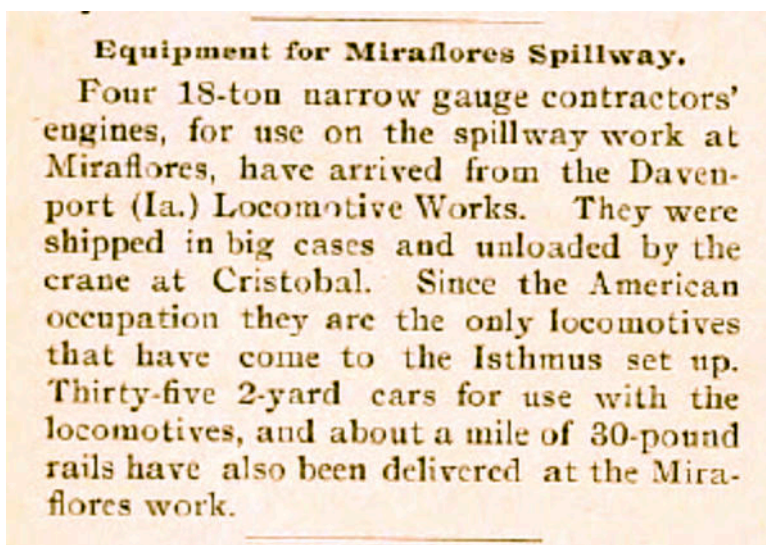 Equipment for Miraflores Spillway.
Four 18-ton narrow gauge contractors'
engines, for use on the spillway work at
Miraflores, have arrived from the Daven-
port (Ia.) Locomotive Works. They were
shipped in big cases and unloaded by the
crane at Cristobal. Since the American
occupation they are the only locomotives
that have come to the Isthmus set up.
Thirty-five 2-yard cars for use with the
locomotives, and about a mile of 30-pound
rails have also been delivered at the Mira-
flores work.